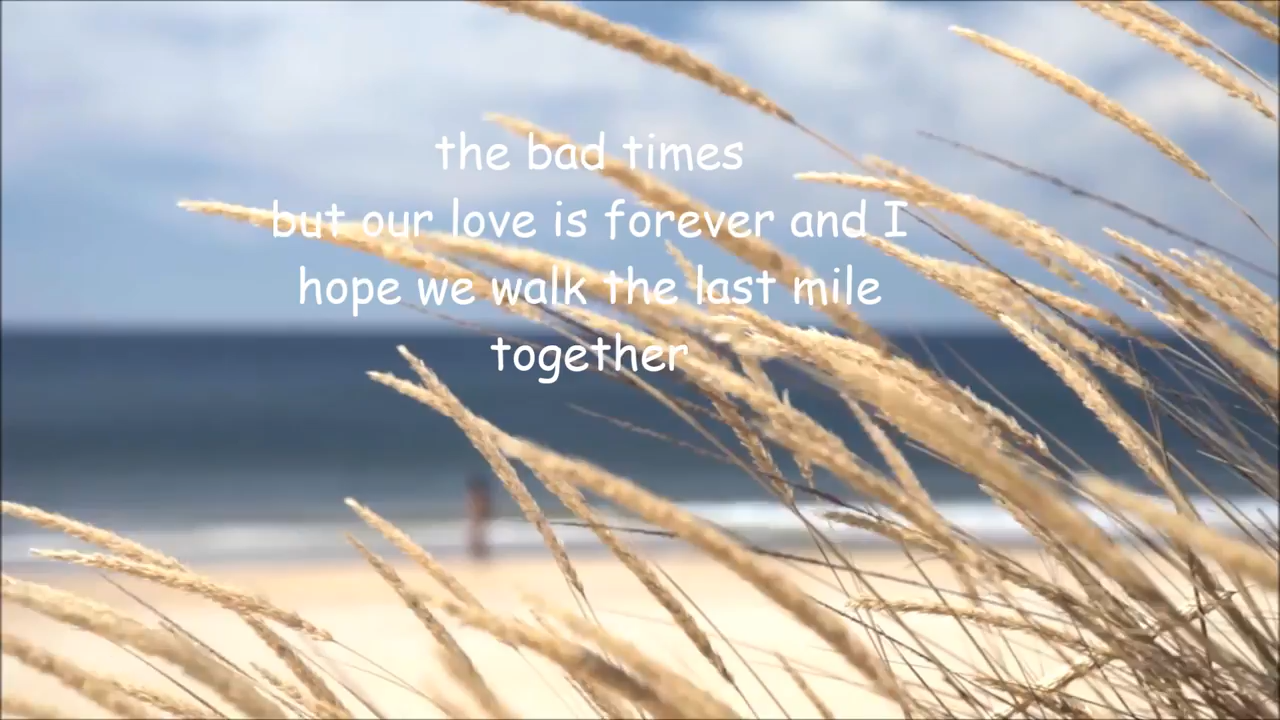 the bad times
but our love is forever and I
hope we walk the last mile
together